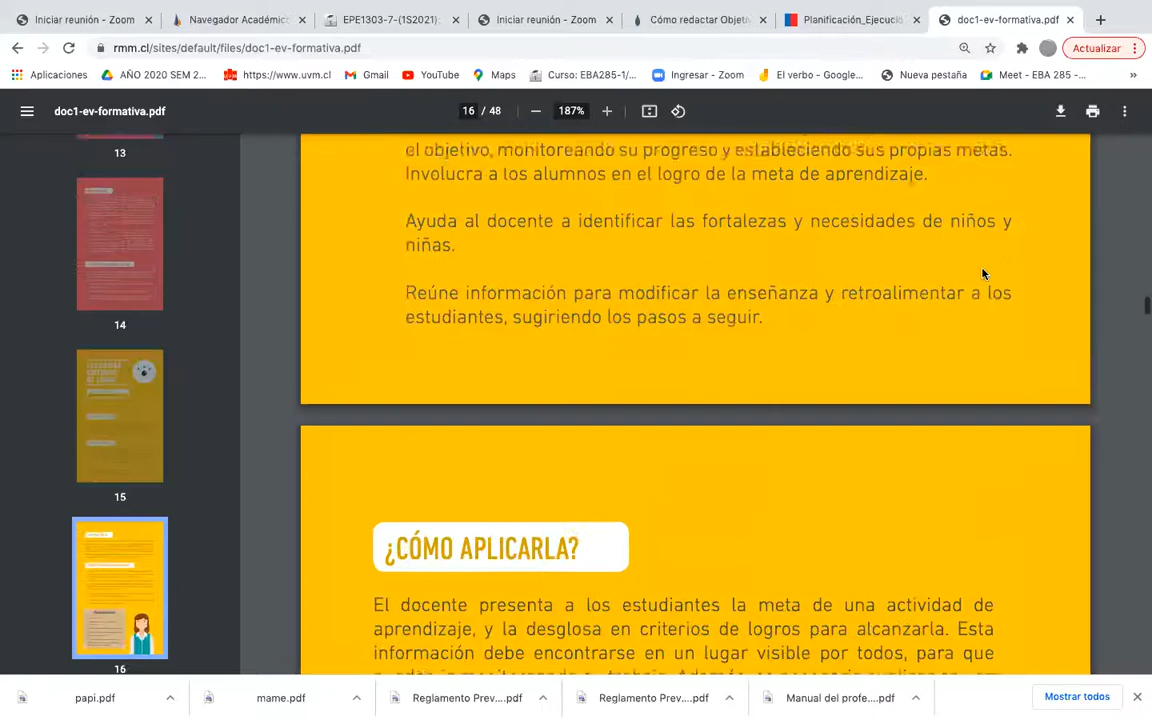 Iniciar reunión - Zoom
Navegador Académic
EPE1303-7-(1S2021):
Iniciar reunión - Zoom
Cómo redactar Objeti
Planificación_Ejecució
doc1-ev-formativa.pdf
rmm.cl/sites/default/files/doc1-ev-formativa.pdf
Actualizar
Aplicaciones
AÑO 2020 SEM 2...
https://www.uvm.cl
Gmail
YouTube
Maps
Curso: EBA285-1/...
Ingresar - Zoom
El verbo - Google...
Nueva pestaña
Meet - EBA 285 -...
»
doc1-ev-formativa.pdf
16 / 48
187%
13
14
15
16
el objetivo, monitoreando su progreso y estableciendo sus propias metas.
Involucra a los alumnos en el logro de la meta de aprendizaje.
Ayuda al docente a identificar las fortalezas y necesidades de niños y
niñas.
Reúne información para modificar la enseñanza y retroalimentar a los
estudiantes, sugiriendo los pasos a seguir.
¿CÓMO APLICARLA?
El docente presenta a los estudiantes la meta de una actividad de
aprendizaje, y la desglosa en criterios de logros para alcanzarla. Esta
información debe encontrarse en un lugar visible por todos, para que
papi.pdf
mame.pdf
Reglamento Prev....pdf
Reglamento Prev....pdf
Manual del profe....pdf
Mostrar todos